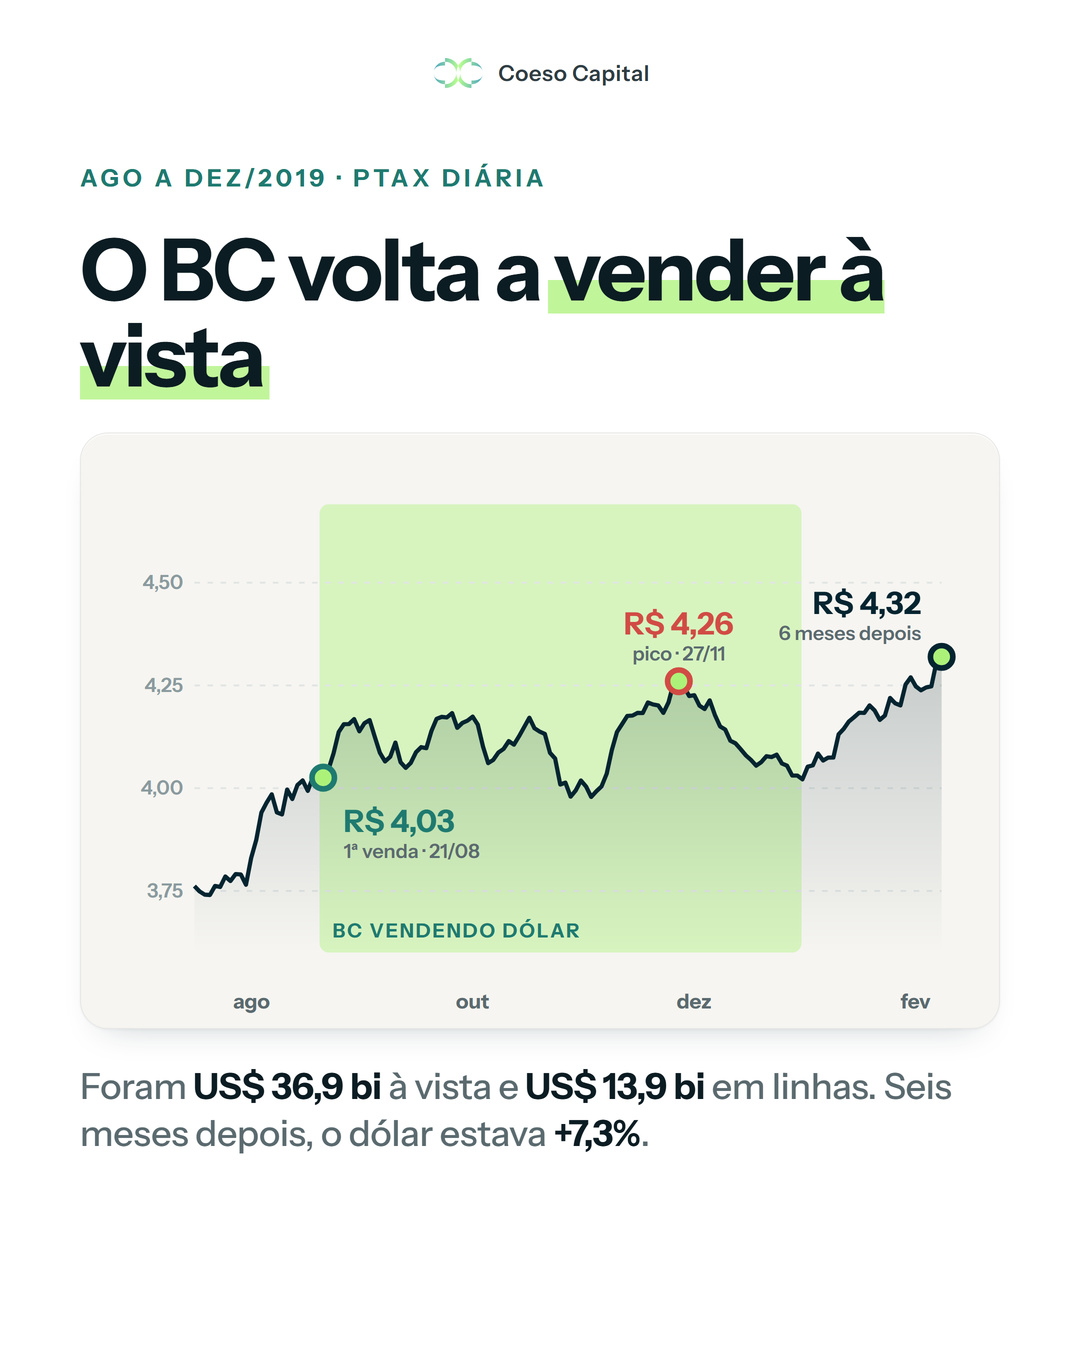 Coeso Capital
AGO A DEZ/2019 · PTAX DIÁRIA
O BC volta a vender à
vista
4,50
4,25
4,00
3,75
R$ 4,32
6 meses depois
R$ 4,26
pico · 27/11
R$ 4,03
1ª venda · 21/08
BC VENDENDO DÓLAR
ago
out
dez
fev
Foram US$ 36,9 bi à vista e US$ 13,9 bi em linhas. Seis
meses depois, o dólar estava +7,3%.